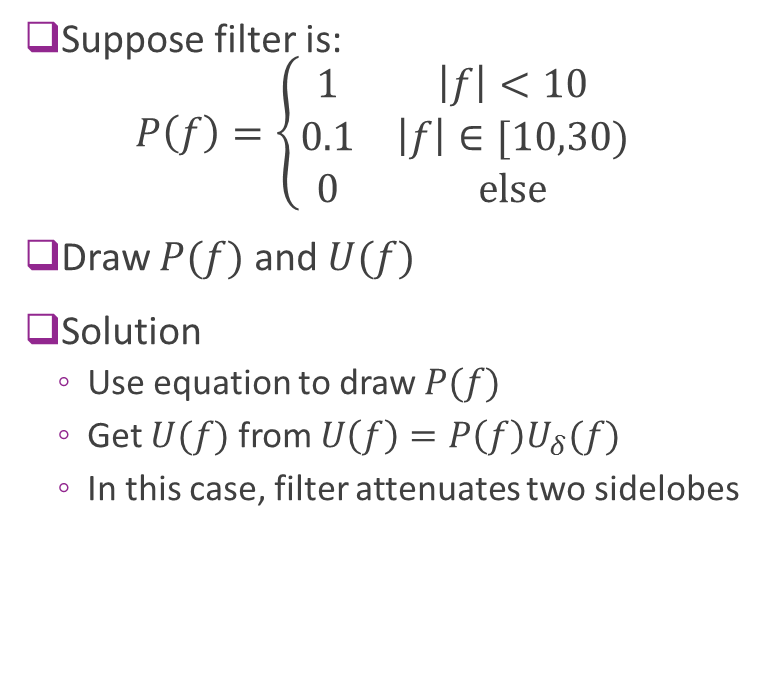 ❑Suppose filter is:
P(f) = { 1 |f| < 10
0.1 |f| ∈ [10,30)
0 else
❑Draw P(f) and U(f)
❑Solution
◦ Use equation to draw P(f)
◦ Get U(f) from U(f) = P(f)U_δ(f)
◦ In this case, filter attenuates two sidelobes